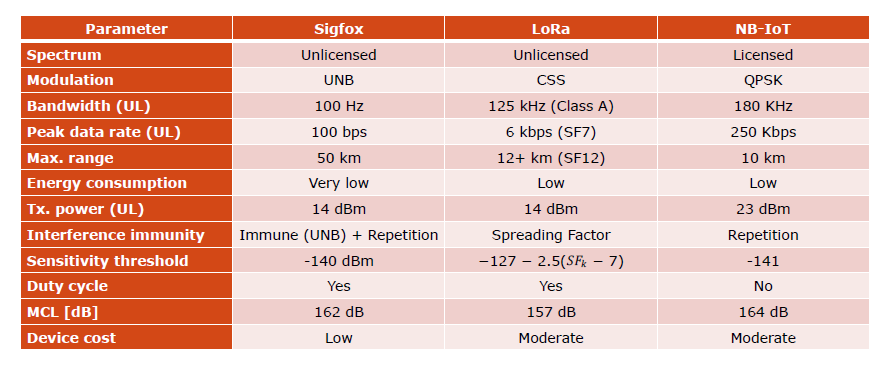 Parameter Sigfox LoRa NB-IoT
Spectrum Unlicensed Unlicensed Licensed
Modulation UNB CSS QPSK
Bandwidth (UL) 100 Hz 125 kHz (Class A) 180 KHz
Peak data rate (UL) 100 bps 6 kbps (SF7) 250 Kbps
Max. range 50 km 12+ km (SF12) 10 km
Energy consumption Very low Low Low
Tx. power (UL) 14 dBm 14 dBm 23 dBm
Interference immunity Immune (UNB) + Repetition Spreading Factor Repetition
Sensitivity threshold -140 dBm −127 − 2.5(SFₖ − 7) -141
Duty cycle Yes Yes No
MCL [dB] 162 dB 157 dB 164 dB
Device cost Low Moderate Moderate